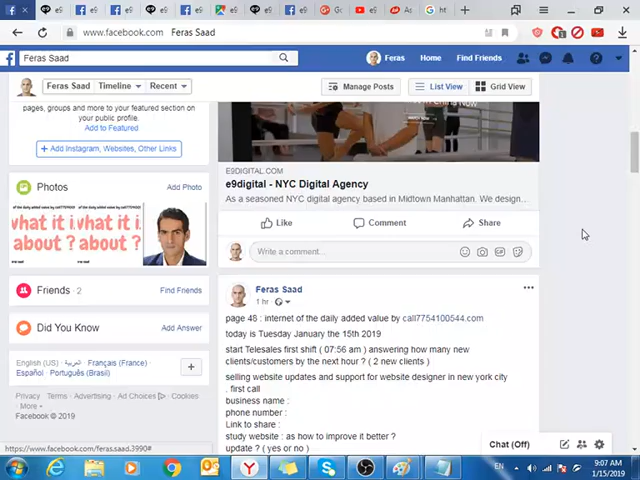 e9
e9
e9
e9
Go
e9
As
ht
www.facebook.com Feras Saad
Feras Saad
Feras Home Find Friends
Feras Saad Timeline Recent
Manage Posts List View Grid View
pages, groups and more to your featured section on
your public profile.
Add to Featured
+ Add Instagram, Websites, Other Links
Photos Add Photo
what it i
about ?
what it i
about ?
Friends · 2 Find Friends
Did You Know Add Answer
English (US) · العربية · Français (France) ·
Español · Português (Brasil)
Privacy · Terms · Advertising · Ad Choices · Cookies ·
More
Facebook © 2019
https://www.facebook.com/feras.saad.3990#
E9DIGITAL.COM
e9digital - NYC Digital Agency
As a seasoned NYC digital agency based in Midtown Manhattan. We design...
Like Comment Share
Write a comment...
Feras Saad
1 hr ·
page 48 : internet of the daily added value by call7754100544.com
today is Tuesday January the 15th 2019
start Telesales first shift ( 07:56 am ) answering how many new
clients/customers by the next hour ? ( 2 new clients )
selling website updates and support for website designer in new york city
. first call
business name :
phone number :
Link to share :
study website : as how to improve it better ?
update ? ( yes or no )
Chat (Off)
EN 9:07 AM
1/15/2019